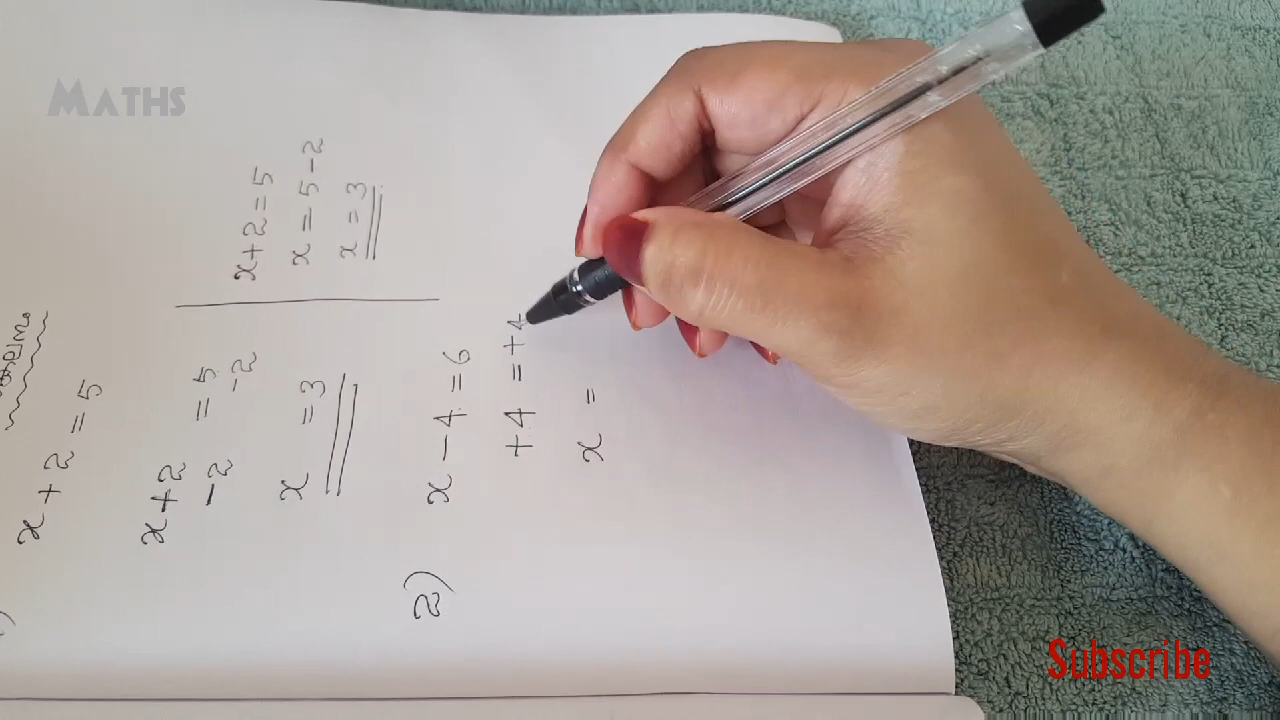 MATHS
x + 2 = 5
x + 2 = 5
- 2 - 2
x = 3
x + 2 = 5
x = 5 - 2
x = 3
2) x - 4 = 6
+ 4 = + 4
x =
Subscribe